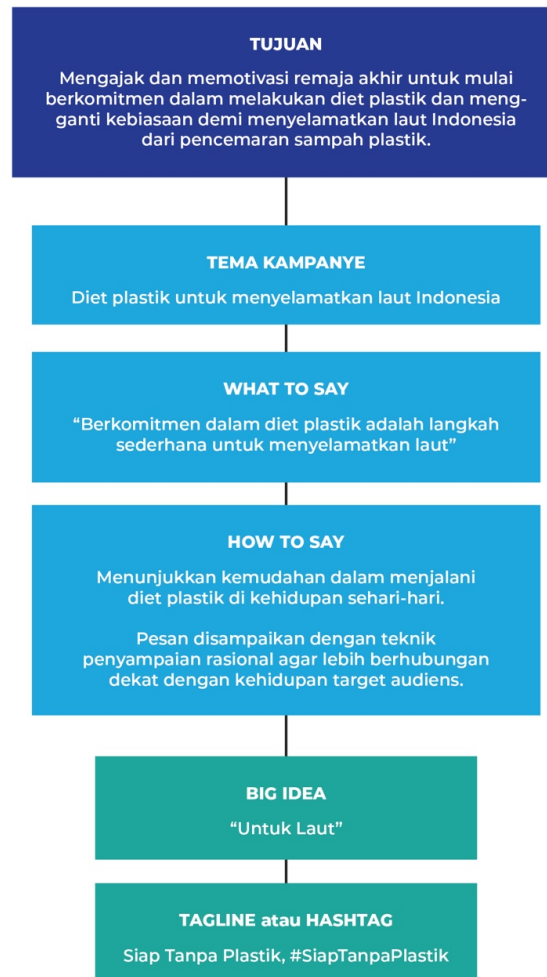 TUJUAN
Mengajak dan memotivasi remaja akhir untuk mulai
berkomitmen dalam melakukan diet plastik dan meng-
ganti kebiasaan demi menyelamatkan laut Indonesia
dari pencemaran sampah plastik.
TEMA KAMPANYE
Diet plastik untuk menyelamatkan laut Indonesia
WHAT TO SAY
“Berkomitmen dalam diet plastik adalah langkah
sederhana untuk menyelamatkan laut”
HOW TO SAY
Menunjukkan kemudahan dalam menjalani
diet plastik di kehidupan sehari-hari.
Pesan disampaikan dengan teknik
penyampaian rasional agar lebih berhubungan
dekat dengan kehidupan target audiens.
BIG IDEA
“Untuk Laut”
TAGLINE atau HASHTAG
Siap Tanpa Plastik, #SiapTanpaPlastik